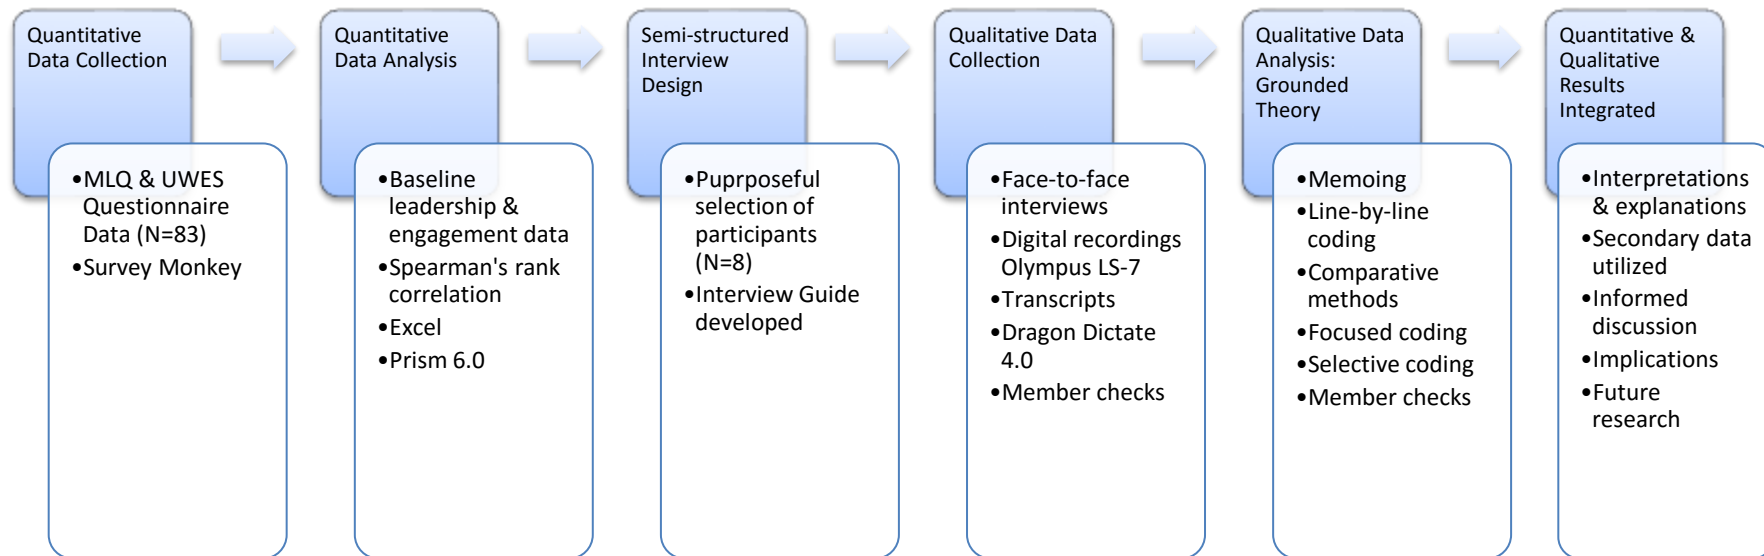 Quantitative
Data Collection
•MLQ & UWES
Questionnaire
Data (N=83)
•Survey Monkey
Quantitative
Data Analysis
•Baseline
leadership &
engagement data
•Spearman's rank
correlation
•Excel
•Prism 6.0
Semi-structured
Interview
Design
•Puprposeful
selection of
participants
(N=8)
•Interview Guide
developed
Qualitative Data
Collection
•Face-to-face
interviews
•Digital recordings
Olympus LS-7
•Transcripts
•Dragon Dictate
4.0
•Member checks
Qualitative Data
Analysis:
Grounded
Theory
•Memoing
•Line-by-line
coding
•Comparative
methods
•Focused coding
•Selective coding
•Member checks
Quantitative &
Qualitative
Results
Integrated
•Interpretations
& explanations
•Secondary data
utilized
•Informed
discussion
•Implications
•Future
research